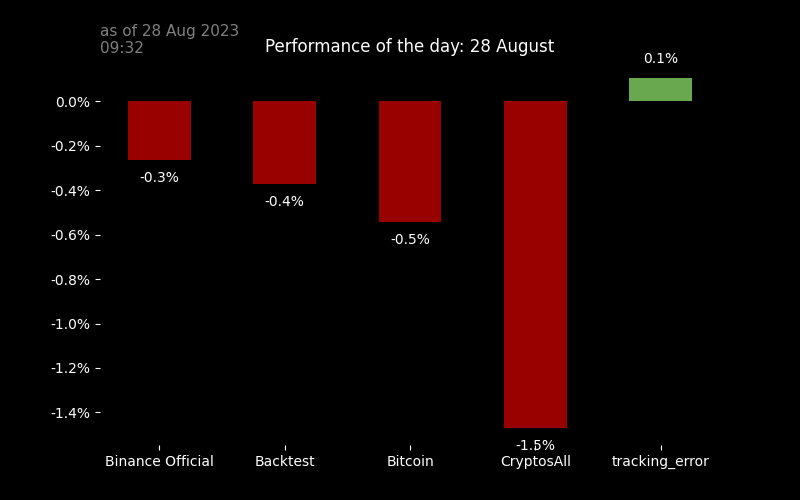 as of 28 Aug 2023
09:32
Performance of the day: 28 August
0.1%
0.0%
-0.2%
-0.3%
-0.4%
-0.4%
-0.5%
-0.6%
-0.8%
-1.0%
-1.2%
-1.4%
-1.5%
Binance Official
Backtest
Bitcoin
CryptosAll
tracking_error